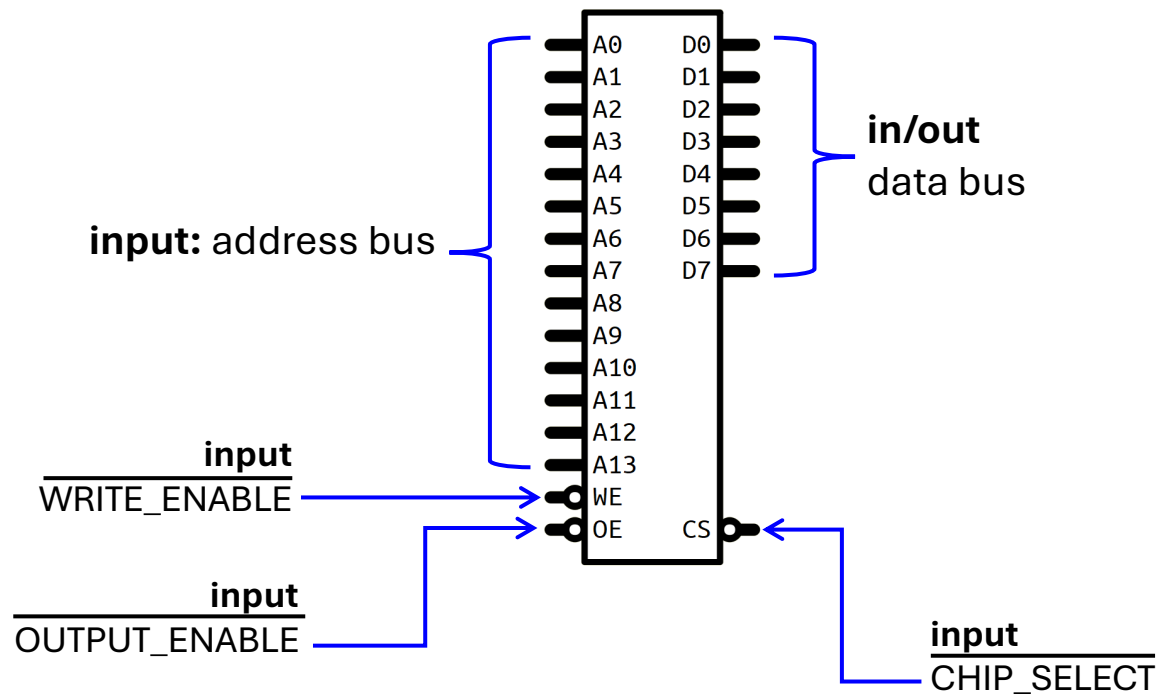 A0 D0
A1 D1
A2 D2
A3 D3
A4 D4
A5 D5
A6 D6
A7 D7
A8
A9
A10
A11
A12
A13
WE
OE CS
in/out
data bus
input: address bus
input
WRITE_ENABLE
input
OUTPUT_ENABLE
input
CHIP_SELECT